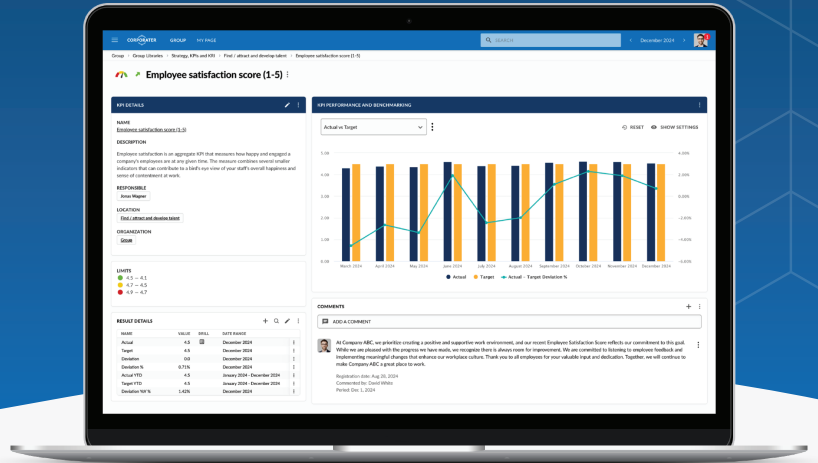 CORPORATER GROUP MY PAGE SEARCH December 2024
Group Group Libraries Strategy, KPIs and KRI Find / attract and develop talent Employee satisfaction score (1-5)
Employee satisfaction score (1-5)
KPI DETAILS
NAME
Employee satisfaction score (1-5)
DESCRIPTION
Employee satisfaction is an aggregate KPI that measures how happy and engaged a
company's employees are at any given time. The measure combines several smaller
indicators that can contribute to a bird's eye view of your staff's overall happiness and
sense of contentment at work.
RESPONSIBLE
Jonas Wagner
LOCATION
Find / attract and develop talent
ORGANIZATION
Group
LIMITS
4.5 — 4.1
4.7 — 4.5
4.9 — 4.7
RESULT DETAILS
NAME VALUE DRILL DATE RANGE
Actual 4.5 December 2024
Target 4.5 December 2024
Deviation 0.0 December 2024
Deviation % 0.71% December 2024
Actual YTD 4.5 January 2024 - December 2024
Target YTD 4.5 January 2024 - December 2024
1.42% December 2024
KPI PERFORMANCE AND BENCHMARKING
Actual vs Target RESET SHOW SETTINGS
5.00 4.00%
4.00 2.00%
3.00 0.00%
2.00 -2.00%
1.00 -4.00%
0.00
March 2024 April 2024 May 2024 June 2024 July 2024 August 2024 September 2024 October 2024 November 2024 December 2024
Actual Target Actual - Target Deviation %
COMMENTS
ADD A COMMENT
At Company ABC, we prioritize creating a positive and supportive work environment, and our recent Employee Satisfaction Score reflects our commitment to this goal.
While we are pleased with the progress we have made, we recognize there is always room for improvement. We are committed to listening to employee feedback and
implementing meaningful changes that enhance our workplace culture. Thank you to all employees for your valuable input and dedication. Together, we will continue to
make Company ABC a great place to work.
Registration date: Aug 28, 2024
Commented by: David White
Period: Dec 1, 2024